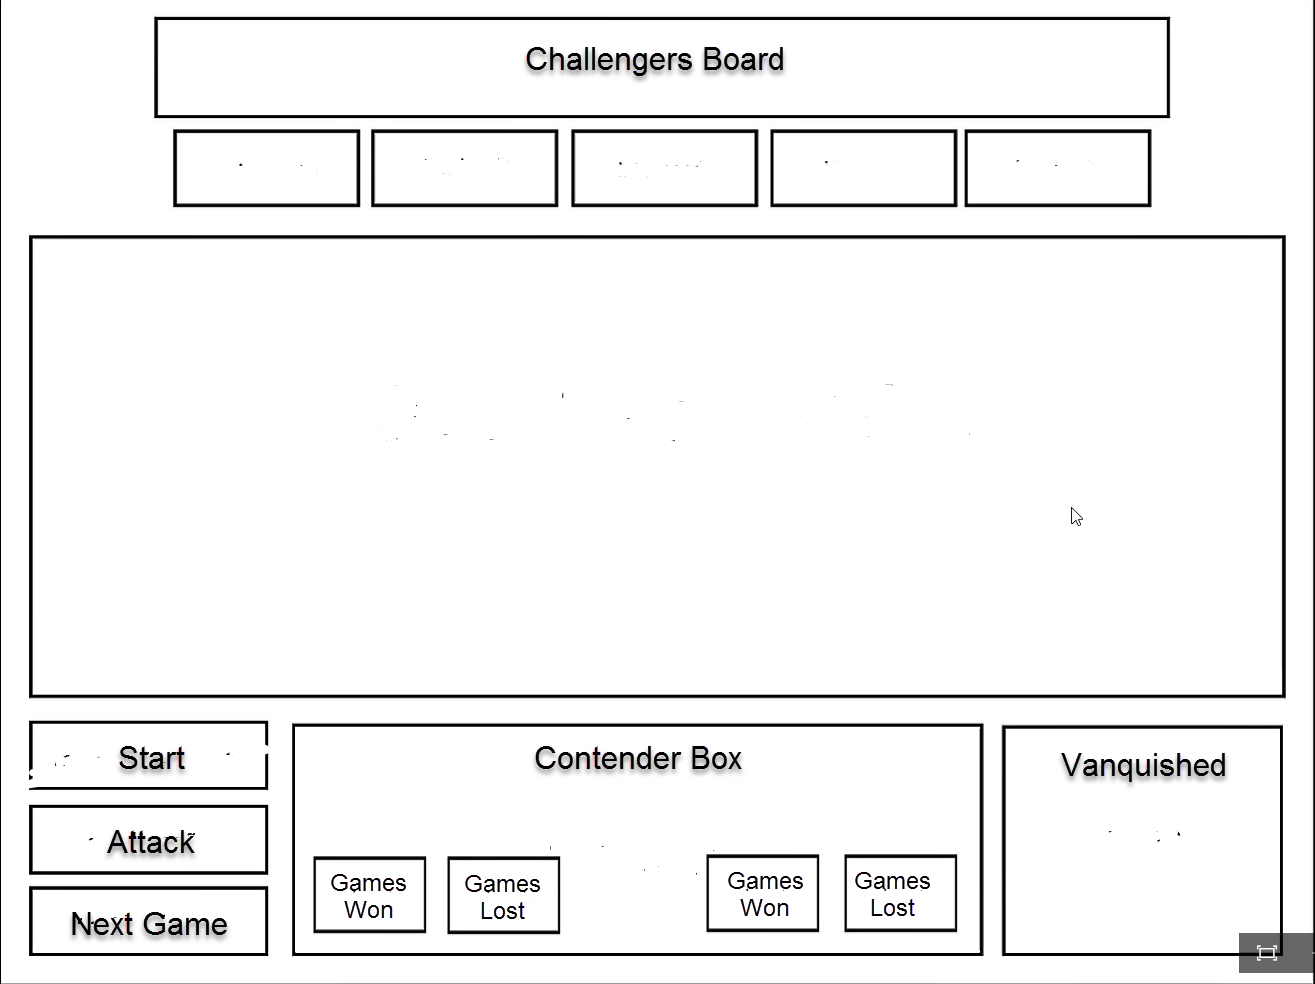 Challengers Board
Start
Attack
Next Game
Contender Box
Games
Won
Games
Lost
Games
Won
Games
Lost
Vanquished